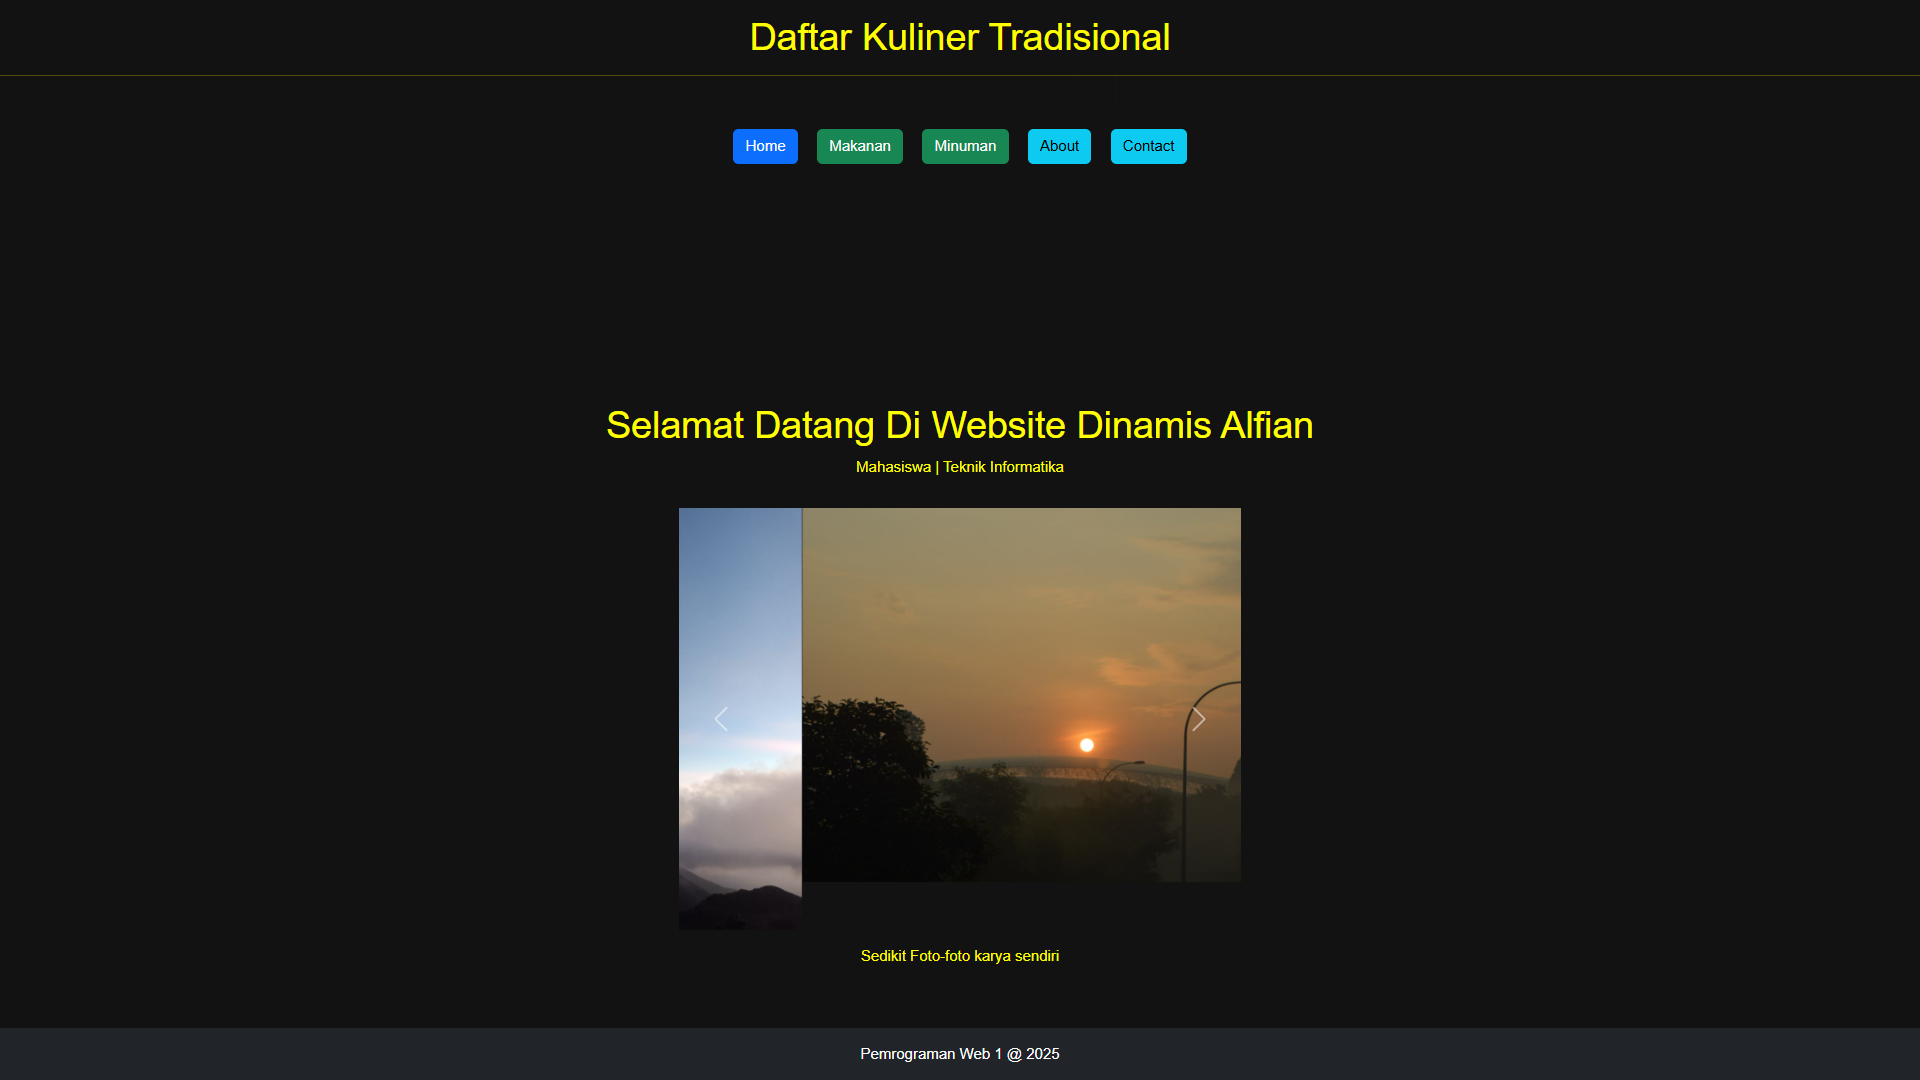 Daftar Kuliner Tradisional
Home Makanan Minuman About Contact
Selamat Datang Di Website Dinamis Alfian
Mahasiswa | Teknik Informatika
Sedikit Foto-foto karya sendiri
Pemrograman Web 1 @ 2025